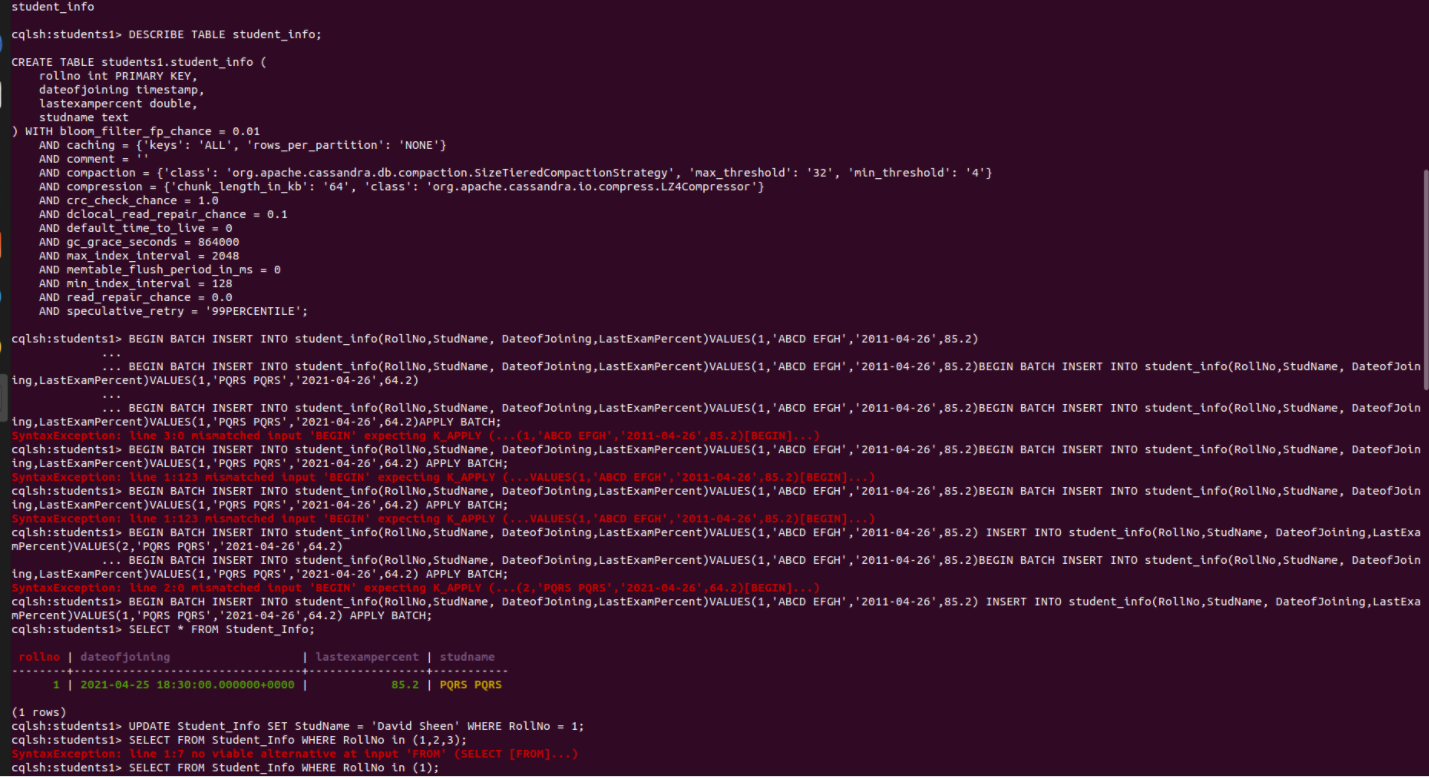 student_info
cqlsh:students1> DESCRIBE TABLE student_info;
CREATE TABLE students1.student_info (
    rollno int PRIMARY KEY,
    dateofjoining timestamp,
    lastexampercent double,
    studname text
) WITH bloom_filter_fp_chance = 0.01
    AND caching = {'keys': 'ALL', 'rows_per_partition': 'NONE'}
    AND comment = ''
    AND compaction = {'class': 'org.apache.cassandra.db.compaction.SizeTieredCompactionStrategy', 'max_threshold': '32', 'min_threshold': '4'}
    AND compression = {'chunk_length_in_kb': '64', 'class': 'org.apache.cassandra.io.compress.LZ4Compressor'}
    AND crc_check_chance = 1.0
    AND dclocal_read_repair_chance = 0.1
    AND default_time_to_live = 0
    AND gc_grace_seconds = 864000
    AND max_index_interval = 2048
    AND memtable_flush_period_in_ms = 0
    AND min_index_interval = 128
    AND read_repair_chance = 0.0
    AND speculative_retry = '99PERCENTILE';
cqlsh:students1> BEGIN BATCH INSERT INTO student_info(RollNo,StudName, DateofJoining,LastExamPercent)VALUES(1,'ABCD EFGH','2011-04-26',85.2)
             ...
             ... BEGIN BATCH INSERT INTO student_info(RollNo,StudName, DateofJoining,LastExamPercent)VALUES(1,'ABCD EFGH','2011-04-26',85.2)BEGIN BATCH INSERT INTO student_info(RollNo,StudName, DateofJoin
ing,LastExamPercent)VALUES(1,'PQRS PQRS','2021-04-26',64.2)
             ...
             ... BEGIN BATCH INSERT INTO student_info(RollNo,StudName, DateofJoining,LastExamPercent)VALUES(1,'ABCD EFGH','2011-04-26',85.2)BEGIN BATCH INSERT INTO student_info(RollNo,StudName, DateofJoin
ing,LastExamPercent)VALUES(1,'PQRS PQRS','2021-04-26',64.2)APPLY BATCH;
SyntaxException: line 3:0 mismatched input 'BEGIN' expecting K_APPLY (...(1,'ABCD EFGH','2011-04-26',85.2)[BEGIN]...)
cqlsh:students1> BEGIN BATCH INSERT INTO student_info(RollNo,StudName, DateofJoining,LastExamPercent)VALUES(1,'ABCD EFGH','2011-04-26',85.2)BEGIN BATCH INSERT INTO student_info(RollNo,StudName, DateofJoin
ing,LastExamPercent)VALUES(1,'PQRS PQRS','2021-04-26',64.2) APPLY BATCH;
SyntaxException: line 1:123 mismatched input 'BEGIN' expecting K_APPLY (...VALUES(1,'ABCD EFGH','2011-04-26',85.2)[BEGIN]...)
cqlsh:students1> BEGIN BATCH INSERT INTO student_info(RollNo,StudName, DateofJoining,LastExamPercent)VALUES(1,'ABCD EFGH','2011-04-26',85.2)BEGIN BATCH INSERT INTO student_info(RollNo,StudName, DateofJoin
ing,LastExamPercent)VALUES(1,'PQRS PQRS','2021-04-26',64.2) APPLY BATCH;
SyntaxException: line 1:123 mismatched input 'BEGIN' expecting K_APPLY (...VALUES(1,'ABCD EFGH','2011-04-26',85.2)[BEGIN]...)
cqlsh:students1> BEGIN BATCH INSERT INTO student_info(RollNo,StudName, DateofJoining,LastExamPercent)VALUES(1,'ABCD EFGH','2011-04-26',85.2) INSERT INTO student_info(RollNo,StudName, DateofJoining,LastExa
mPercent)VALUES(2,'PQRS PQRS','2021-04-26',64.2)
             ... BEGIN BATCH INSERT INTO student_info(RollNo,StudName, DateofJoining,LastExamPercent)VALUES(1,'ABCD EFGH','2011-04-26',85.2)BEGIN BATCH INSERT INTO student_info(RollNo,StudName, DateofJoin
ing,LastExamPercent)VALUES(1,'PQRS PQRS','2021-04-26',64.2) APPLY BATCH;
SyntaxException: line 2:0 mismatched input 'BEGIN' expecting K_APPLY (...(2,'PQRS PQRS','2021-04-26',64.2)[BEGIN]...)
cqlsh:students1> BEGIN BATCH INSERT INTO student_info(RollNo,StudName, DateofJoining,LastExamPercent)VALUES(1,'ABCD EFGH','2011-04-26',85.2) INSERT INTO student_info(RollNo,StudName, DateofJoining,LastExa
mPercent)VALUES(1,'PQRS PQRS','2021-04-26',64.2) APPLY BATCH;
cqlsh:students1> SELECT * FROM Student_Info;
 rollno | dateofjoining                   | lastexampercent | studname
--------+---------------------------------+-----------------+-----------
      1 | 2021-04-25 18:30:00.000000+0000 |            85.2 | PQRS PQRS
(1 rows)
cqlsh:students1> UPDATE Student_Info SET StudName = 'David Sheen' WHERE RollNo = 1;
cqlsh:students1> SELECT FROM Student_Info WHERE RollNo in (1,2,3);
SyntaxException: line 1:7 no viable alternative at input 'FROM' (SELECT [FROM]...)
cqlsh:students1> SELECT FROM Student_Info WHERE RollNo in (1);